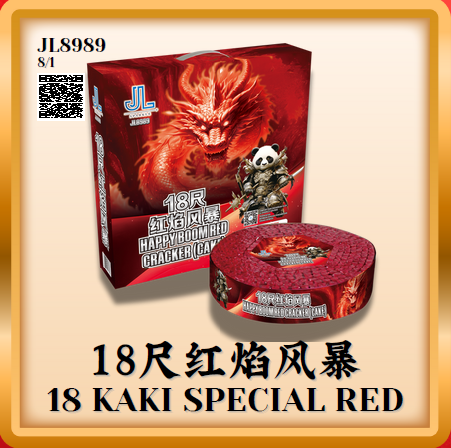 JL8989
8/1
JL
JL8989
18尺
红焰风暴
HAPPY BOOM RED
CRACKER (CAKE)
18尺红焰风暴
HAPPY BOOM RED CRACKER (CAKE)
18尺红焰风暴
18 KAKI SPECIAL RED